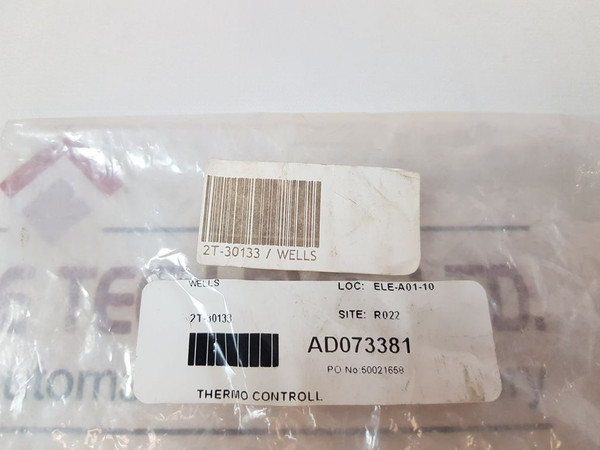 2T-30133 / WELLS
WELLS LOC: ELE-A01-10
2T-30133 SITE: R022
AD073381
PO No:50021658
THERMO CONTROLL